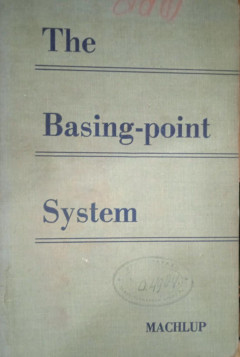 The
Basing-point
System
MACHLUP